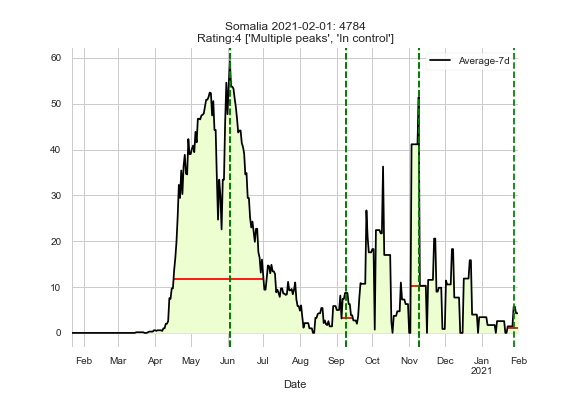 Somalia 2021-02-01: 4784
Rating:4 ['Multiple peaks', 'In control']
Average-7d
60
50
40
30
20
10
0
Feb Mar Apr May Jun Jul Aug Sep Oct Nov Dec Jan Feb
2021
Date